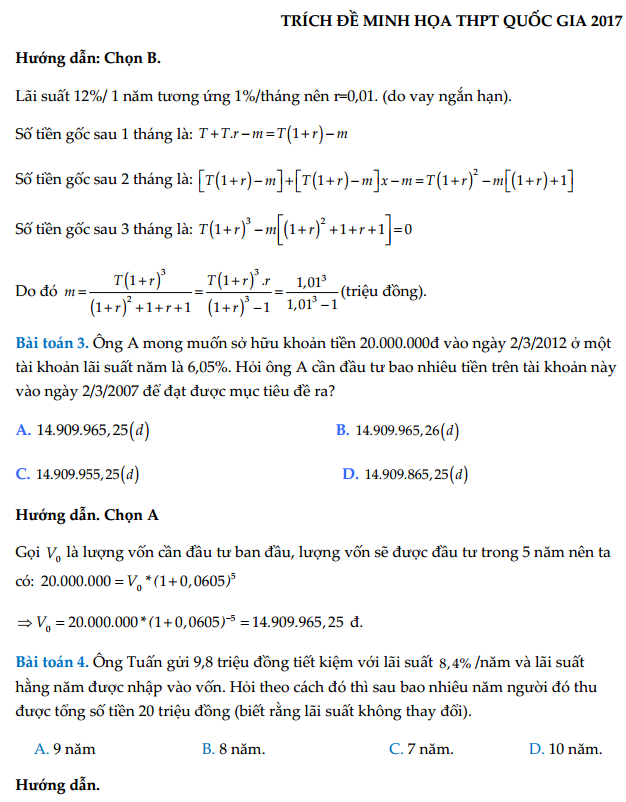 TRÍCH ĐỀ MINH HỌA THPT QUỐC GIA 2017
Hướng dẫn: Chọn B.
Lãi suất 12%/ 1 năm tương ứng 1%/tháng nên r=0,01. (do vay ngắn hạn).
Số tiền gốc sau 1 tháng là: T+T.r−m=T(1+r)−m
Số tiền gốc sau 2 tháng là: [T(1+r)−m]+[T(1+r)−m]x−m=T(1+r)²−m[(1+r)+1]
Số tiền gốc sau 3 tháng là: T(1+r)³−m[(1+r)²+1+r+1]=0
Do đó m = T(1+r)³/((1+r)²+1+r+1) = T(1+r)³.r/((1+r)³−1) = 1,01³/(1,01³−1) (triệu đồng).
Bài toán 3. Ông A mong muốn sở hữu khoản tiền 20.000.000đ vào ngày 2/3/2012 ở một
tài khoản lãi suất năm là 6,05%. Hỏi ông A cần đầu tư bao nhiêu tiền trên tài khoản này
vào ngày 2/3/2007 để đạt được mục tiêu đề ra?
A. 14.909.965,25(d) B. 14.909.965,26(d)
C. 14.909.955,25(d) D. 14.909.865,25(d)
Hướng dẫn. Chọn A
Gọi V₀ là lượng vốn cần đầu tư ban đầu, lượng vốn sẽ được đầu tư trong 5 năm nên ta
có: 20.000.000 = V₀ *(1+0,0605)⁵
⇒ V₀ = 20.000.000*(1+0,0605)⁻⁵ = 14.909.965,25 đ.
Bài toán 4. Ông Tuấn gửi 9,8 triệu đồng tiết kiệm với lãi suất 8,4%/năm và lãi suất
hằng năm được nhập vào vốn. Hỏi theo cách đó thì sau bao nhiêu năm người đó thu
được tổng số tiền 20 triệu đồng (biết rằng lãi suất không thay đổi).
A. 9 năm B. 8 năm. C. 7 năm. D. 10 năm.
Hướng dẫn.